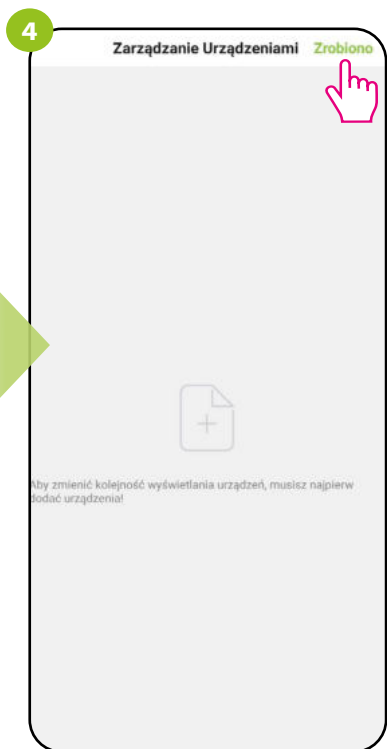 4
Zarządzanie Urządzeniami Zrobiono
Aby zmienić kolejność wyświetlania urządzeń, musisz najpierw
dodać urządzenia!